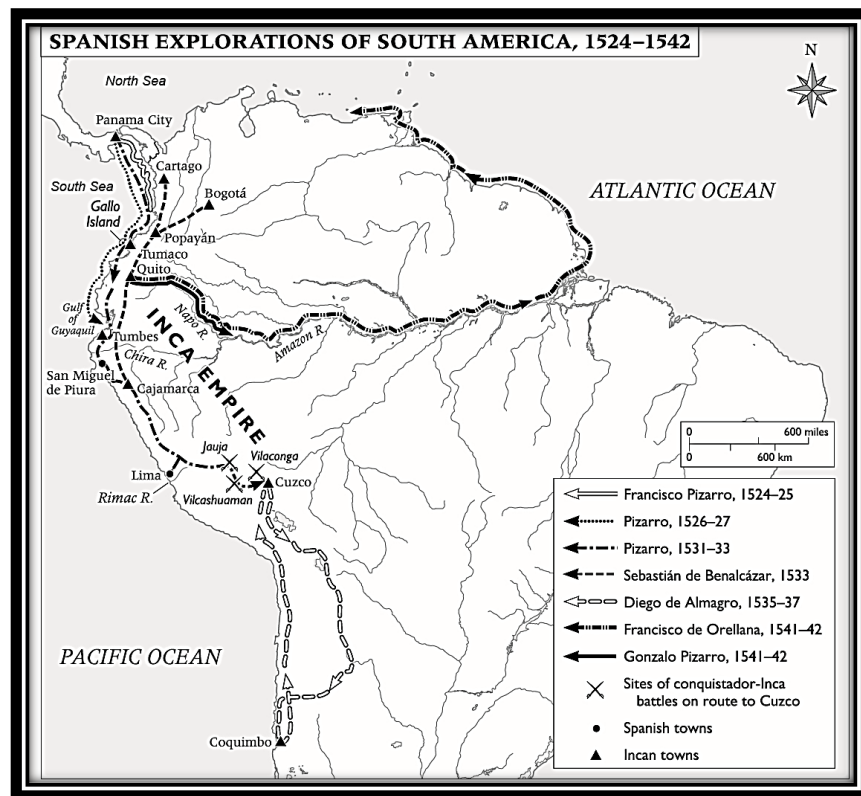 SPANISH EXPLORATIONS OF SOUTH AMERICA, 1524–1542
North Sea
N
Panama City
Cartago
South Sea
Bogotá
ATLANTIC OCEAN
Gallo
Island
Popayán
Tumaco
Quito
Gulf
of
Guyaquil
Napo R.
INCA EMPIRE
Amazon R.
Tumbes
Chira R.
San Miguel
de Piura
Cajamarca
0 600 miles
0 600 km
Jauja
Vilaconga
Lima
Cuzco
Rimac R.
Vilcashuaman
PACIFIC OCEAN
Coquimbo
Francisco Pizarro, 1524–25
Pizarro, 1526–27
Pizarro, 1531–33
Sebastián de Benalcázar, 1533
Diego de Almagro, 1535–37
Francisco de Orellana, 1541–42
Gonzalo Pizarro, 1541–42
Sites of conquistador-Inca
battles on route to Cuzco
Spanish towns
Incan towns